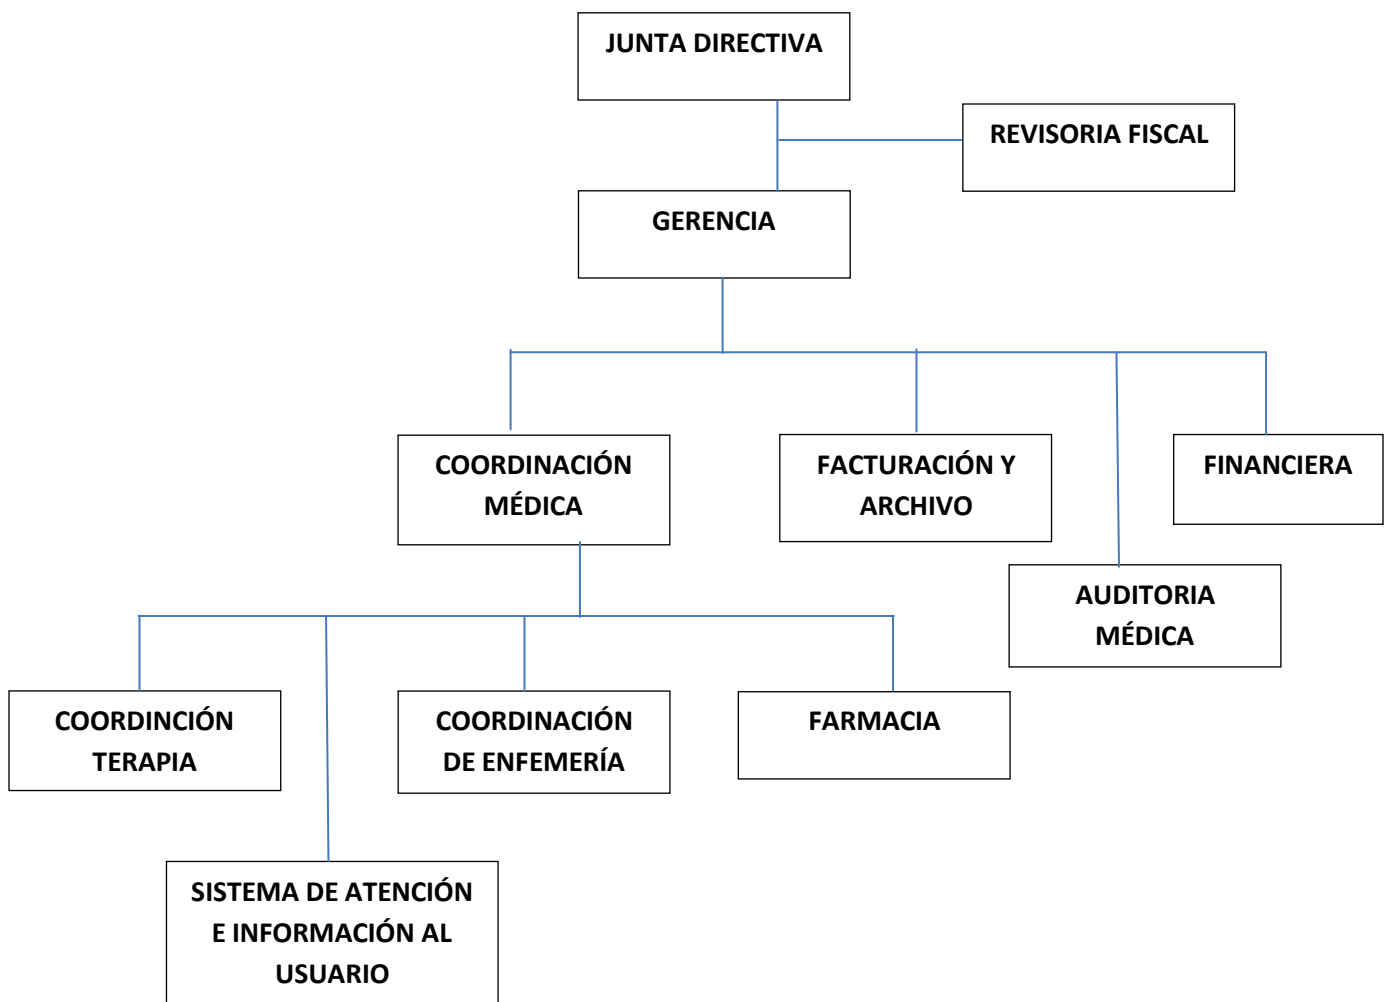 JUNTA DIRECTIVA
REVISORIA FISCAL
GERENCIA
COORDINACIÓN
MÉDICA
FACTURACIÓN Y
ARCHIVO
FINANCIERA
AUDITORIA
MÉDICA
COORDINCIÓN
TERAPIA
COORDINACIÓN
DE ENFEMERÍA
FARMACIA
SISTEMA DE ATENCIÓN
E INFORMACIÓN AL
USUARIO